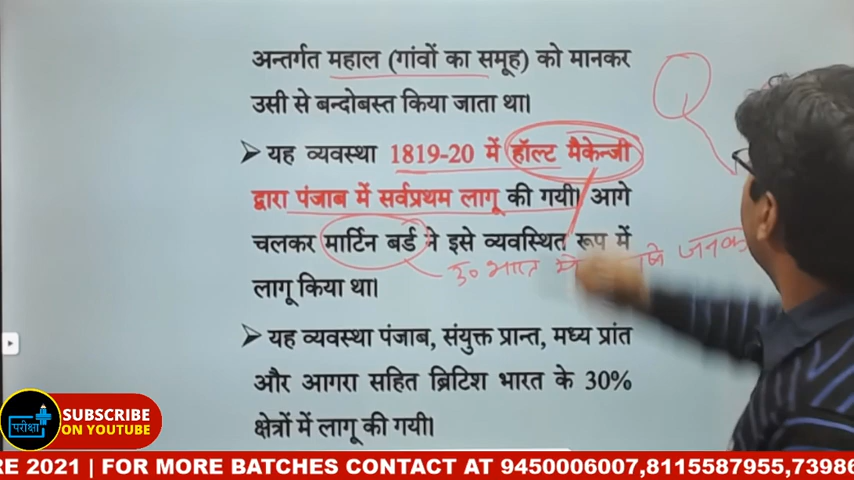 अन्तर्गत महाल (गांवों का समूह) को मानकर
उसी से बन्दोबस्त किया जाता था।
➢ यह व्यवस्था 1819-20 में हॉल्ट मैकेन्जी
द्वारा पंजाब में सर्वप्रथम लागू की गयी। आगे
चलकर मार्टिन बर्ड ने इसे व्यवस्थित रूप में
उ० भारत में
लागू किया था।
➢ यह व्यवस्था पंजाब, संयुक्त प्रान्त, मध्य प्रांत
और आगरा सहित ब्रिटिश भारत के 30%
क्षेत्रों में लागू की गयी।
परीक्षा
SUBSCRIBE
ON YOUTUBE
RE 2021 | FOR MORE BATCHES CONTACT AT 9450006007,8115587955,73986